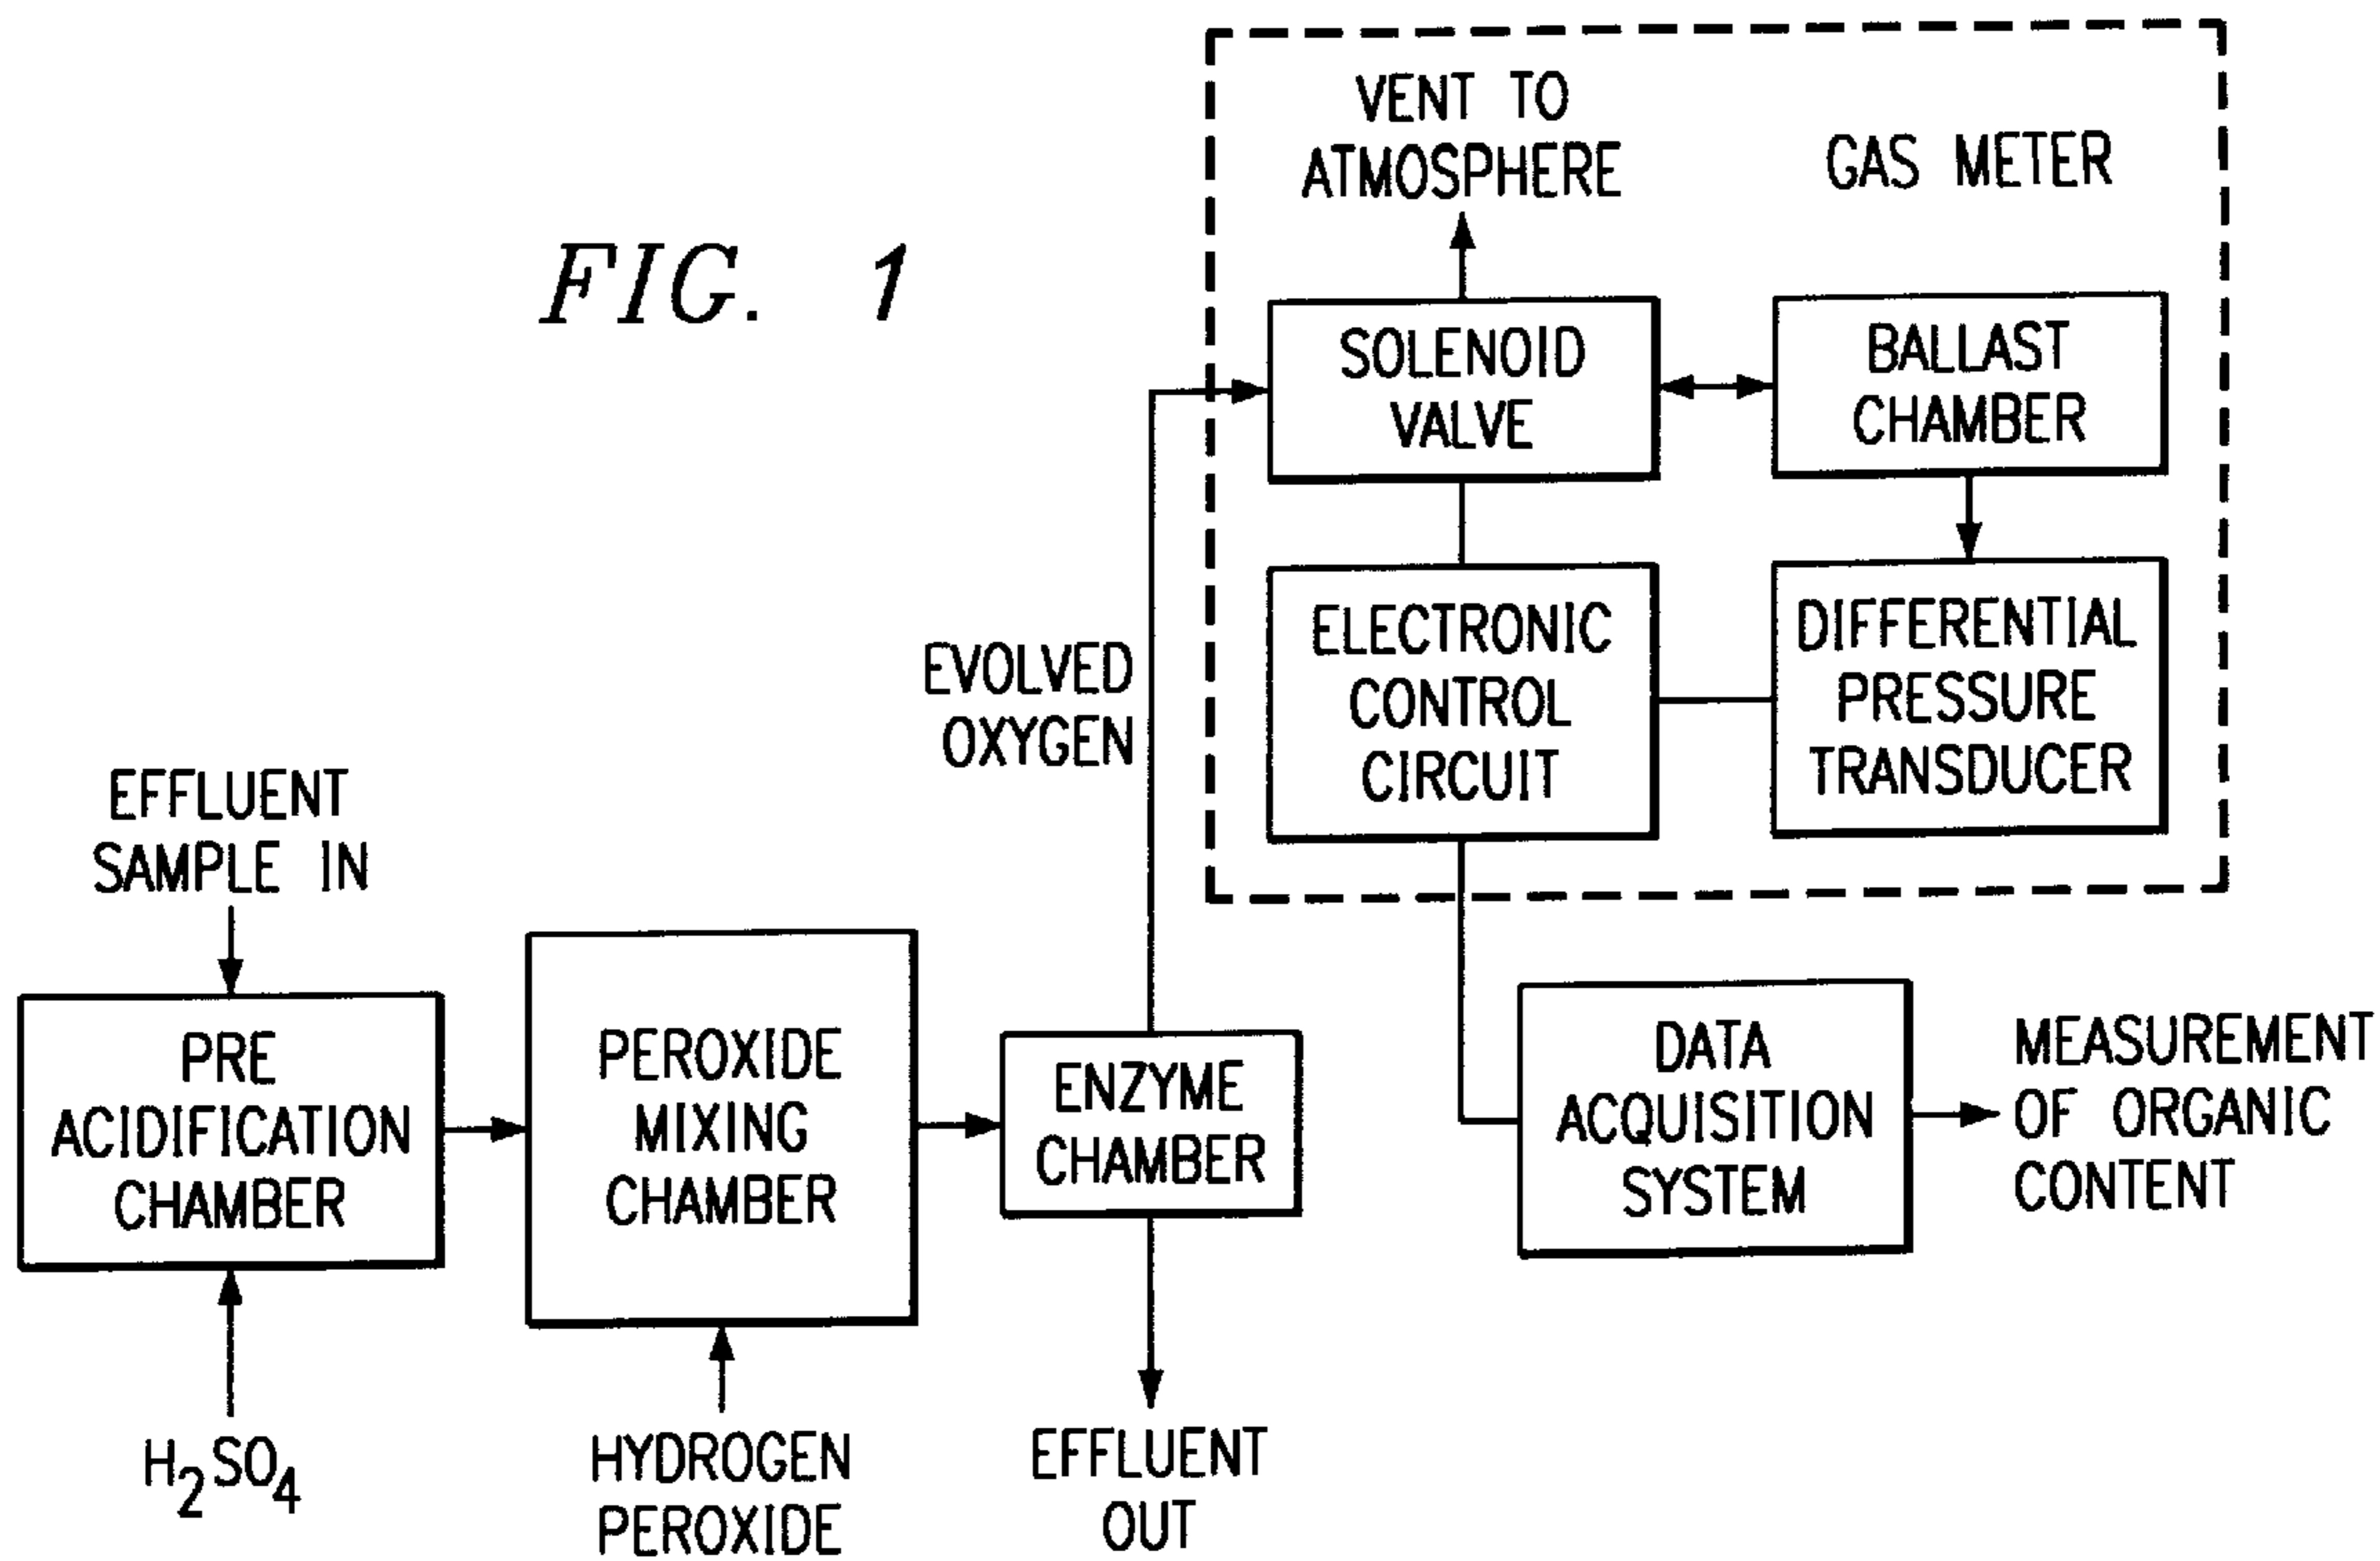 FIG. 1
VENT TO
ATMOSPHERE
GAS METER
SOLENOID
VALVE
BALLAST
CHAMBER
ELECTRONIC
CONTROL
CIRCUIT
DIFFERENTIAL
PRESSURE
TRANSDUCER
EVOLVED
OXYGEN
EFFLUENT
SAMPLE IN
PRE
ACIDIFICATION
CHAMBER
PEROXIDE
MIXING
CHAMBER
ENZYME
CHAMBER
DATA
ACQUISITION
SYSTEM
MEASUREMENT
OF ORGANIC
CONTENT
H2SO4
HYDROGEN
PEROXIDE
EFFLUENT
OUT